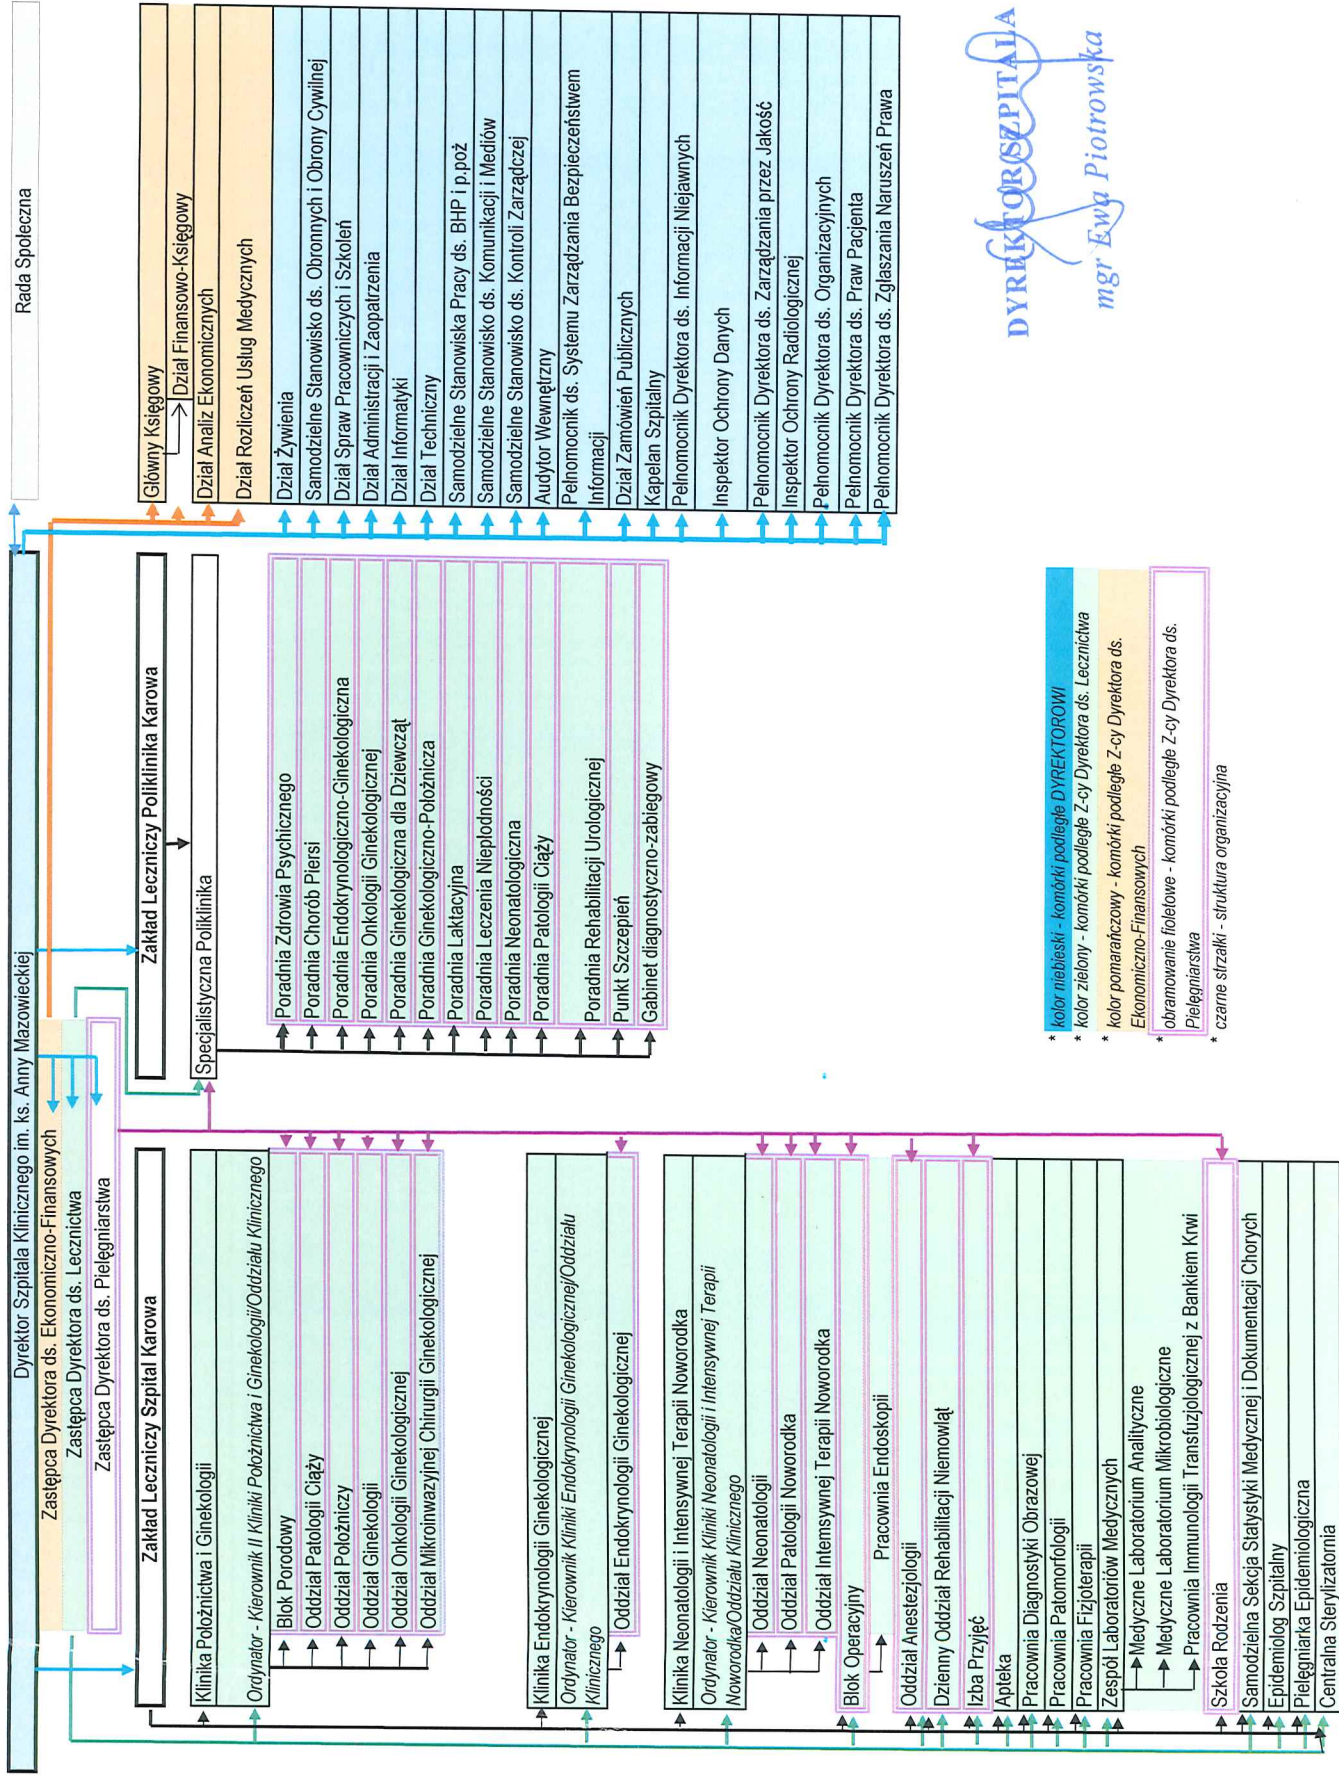 Rada Społeczna
Dyrektor Szpitala Klinicznego im. ks. Anny Mazowieckiej
Zastępca Dyrektora ds. Ekonomiczno-Finansowych
Zastępca Dyrektora ds. Lecznictwa
Zastępca Dyrektora ds. Pielęgniarstwa
Zakład Leczniczy Szpital Karowa
Klinika Położnictwa i Ginekologii
Ordynator - Kierownik II Kliniki Położnictwa i Ginekologii/Oddziału Klinicznego
Blok Porodowy
Oddział Patologii Ciąży
Oddział Położniczy
Oddział Ginekologii
Oddział Onkologii Ginekologicznej
Oddział Mikroinwazyjnej Chirurgii Ginekologicznej
Klinika Endokrynologii Ginekologicznej
Ordynator - Kierownik Kliniki Endokrynologii Ginekologicznej/Oddziału
Klinicznego
Oddział Endokrynologii Ginekologicznej
Klinika Neonatologii i Intensywnej Terapii Noworodka
Ordynator - Kierownik Kliniki Neonatologii i Intensywnej Terapii
Noworodka/Oddziału Klinicznego
Oddział Neonatologii
Oddział Patologii Noworodka
Oddział Intensywnej Terapii Noworodka
Blok Operacyjny
Pracownia Endoskopii
Oddział Anestezjologii
Dzienny Oddział Rehabilitacji Niemowląt
Izba Przyjęć
Apteka
Pracownia Diagnostyki Obrazowej
Pracownia Patomorfologii
Pracownia Fizjoterapii
Zespół Laboratoriów Medycznych
Medyczne Laboratorium Analityczne
Medyczne Laboratorium Mikrobiologiczne
Pracownia Immunologii Transfuzjologicznej z Bankiem Krwi
Szkoła Rodzenia
Samodzielna Sekcja Statystyki Medycznej i Dokumentacji Chorych
Epidemiolog Szpitalny
Pielęgniarka Epidemiologiczna
Centralna Sterylizatornia
Zakład Leczniczy Poliklinika Karowa
Specjalistyczna Poliklinika
Poradnia Zdrowia Psychicznego
Poradnia Chorób Piersi
Poradnia Endokrynologiczno-Ginekologiczna
Poradnia Onkologii Ginekologicznej
Poradnia Ginekologiczna dla Dziewcząt
Poradnia Ginekologiczno-Położnicza
Poradnia Laktacyjna
Poradnia Leczenia Niepłodności
Poradnia Neonatologiczna
Poradnia Patologii Ciąży
Poradnia Rehabilitacji Urologicznej
Punkt Szczepień
Gabinet diagnostyczno-zabiegowy
Główny Księgowy
Dział Finansowo-Księgowy
Dział Analiz Ekonomicznych
Dział Rozliczeń Usług Medycznych
Dział Żywienia
Samodzielne Stanowisko ds. Obronnych i Obrony Cywilnej
Dział Spraw Pracowniczych i Szkoleń
Dział Administracji i Zaopatrzenia
Dział Informatyki
Dział Techniczny
Samodzielne Stanowiska Pracy ds. BHP i p.poż
Samodzielne Stanowisko ds. Komunikacji i Mediów
Samodzielne Stanowisko ds. Kontroli Zarządczej
Audytor Wewnętrzny
Pełnomocnik ds. Systemu Zarządzania Bezpieczeństwem
Informacji
Dział Zamówień Publicznych
Kapelan Szpitalny
Pełnomocnik Dyrektora ds. Informacji Niejawnych
Inspektor Ochrony Danych
Pełnomocnik Dyrektora ds. Zarządzania przez Jakość
Inspektor Ochrony Radiologicznej
Pełnomocnik Dyrektora ds. Organizacyjnych
Pełnomocnik Dyrektora ds. Praw Pacjenta
Pełnomocnik Dyrektora ds. Zgłaszania Naruszeń Prawa
* kolor niebieski - komórki podległe DYREKTOROWI
* kolor zielony - komórki podległe Z-cy Dyrektora ds. Lecznictwa
* kolor pomarańczowy - komórki podległe Z-cy Dyrektora ds.
Ekonomiczno-Finansowych
* obramowanie fioletowe - komórki podległe Z-cy Dyrektora ds.
Pielęgniarstwa
* czarne strzałki - struktura organizacyjna
DYREKTOR SZPITALA
mgr Ewa Piotrowska